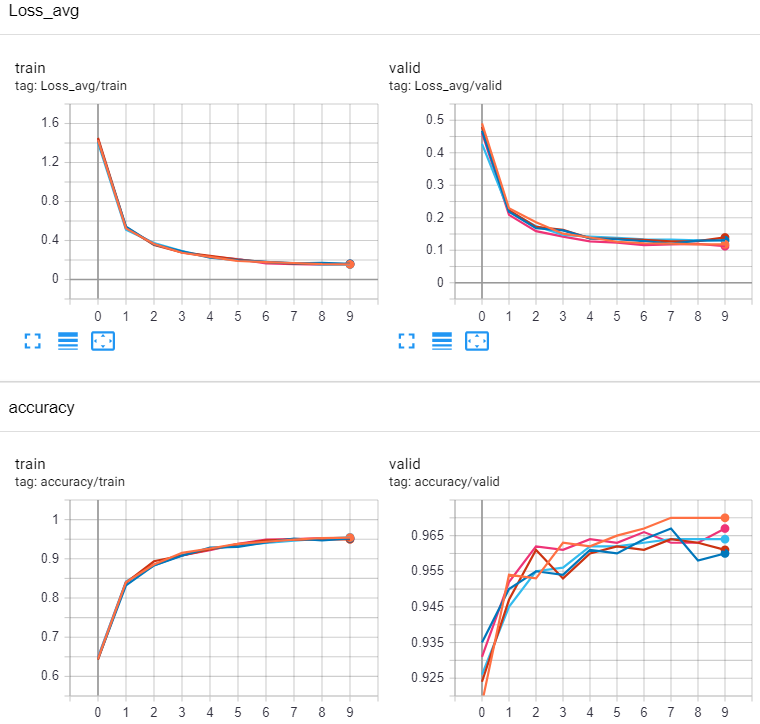 Loss_avg
train
tag: Loss_avg/train
1.6
1.2
0.8
0.4
0
0 1 2 3 4 5 6 7 8 9
valid
tag: Loss_avg/valid
0.5
0.4
0.3
0.2
0.1
0
0 1 2 3 4 5 6 7 8 9
accuracy
train
tag: accuracy/train
1
0.9
0.8
0.7
0.6
0 1 2 3 4 5 6 7 8 9
valid
tag: accuracy/valid
0.965
0.955
0.945
0.935
0.925
0 1 2 3 4 5 6 7 8 9